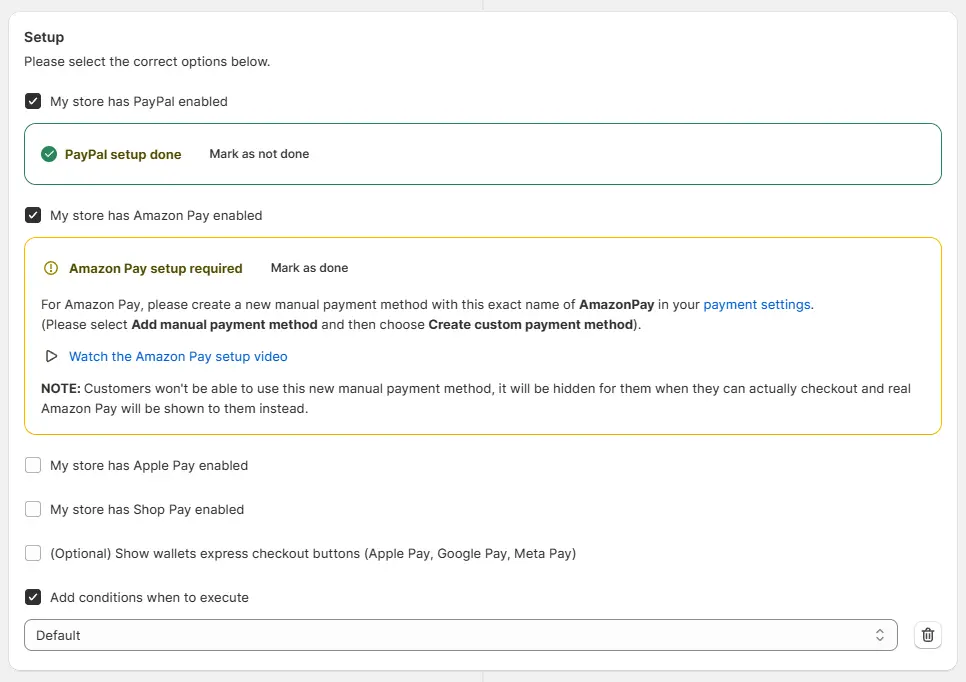 Setup
Please select the correct options below.
My store has PayPal enabled
PayPal setup done Mark as not done
My store has Amazon Pay enabled
Amazon Pay setup required Mark as done
For Amazon Pay, please create a new manual payment method with this exact name of AmazonPay in your payment settings.
(Please select Add manual payment method and then choose Create custom payment method).
Watch the Amazon Pay setup video
NOTE: Customers won't be able to use this new manual payment method, it will be hidden for them when they can actually checkout and real
Amazon Pay will be shown to them instead.
My store has Apple Pay enabled
My store has Shop Pay enabled
(Optional) Show wallets express checkout buttons (Apple Pay, Google Pay, Meta Pay)
Add conditions when to execute
Default